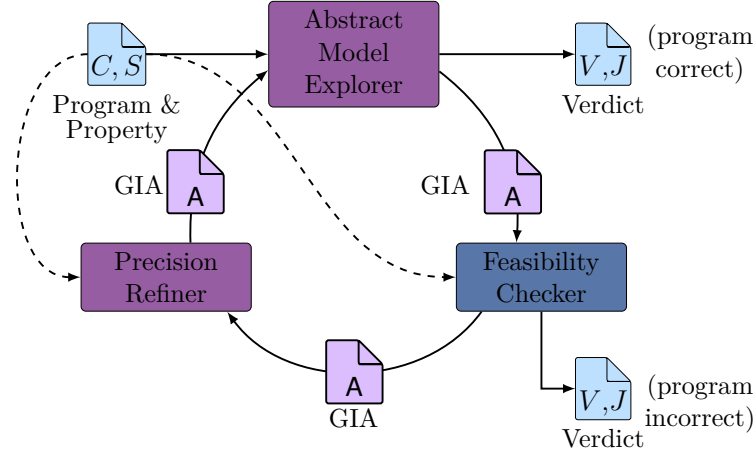 Abstract
Model
Explorer
C, S
Program &
Property
V,J
Verdict
(program
correct)
GIA
A
GIA
A
Precision
Refiner
Feasibility
Checker
A
GIA
V,J
Verdict
(program
incorrect)